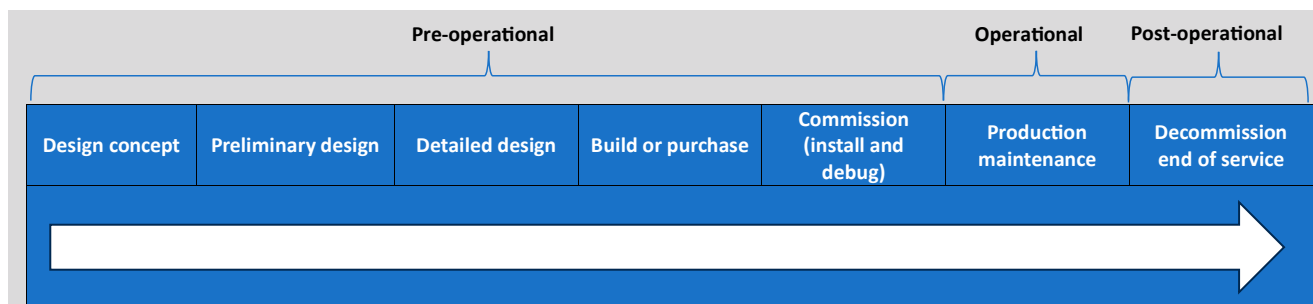 Pre-operational
Operational
Post-operational
Design concept
Preliminary design
Detailed design
Build or purchase
Commission
(install and
debug)
Production
maintenance
Decommission
end of service